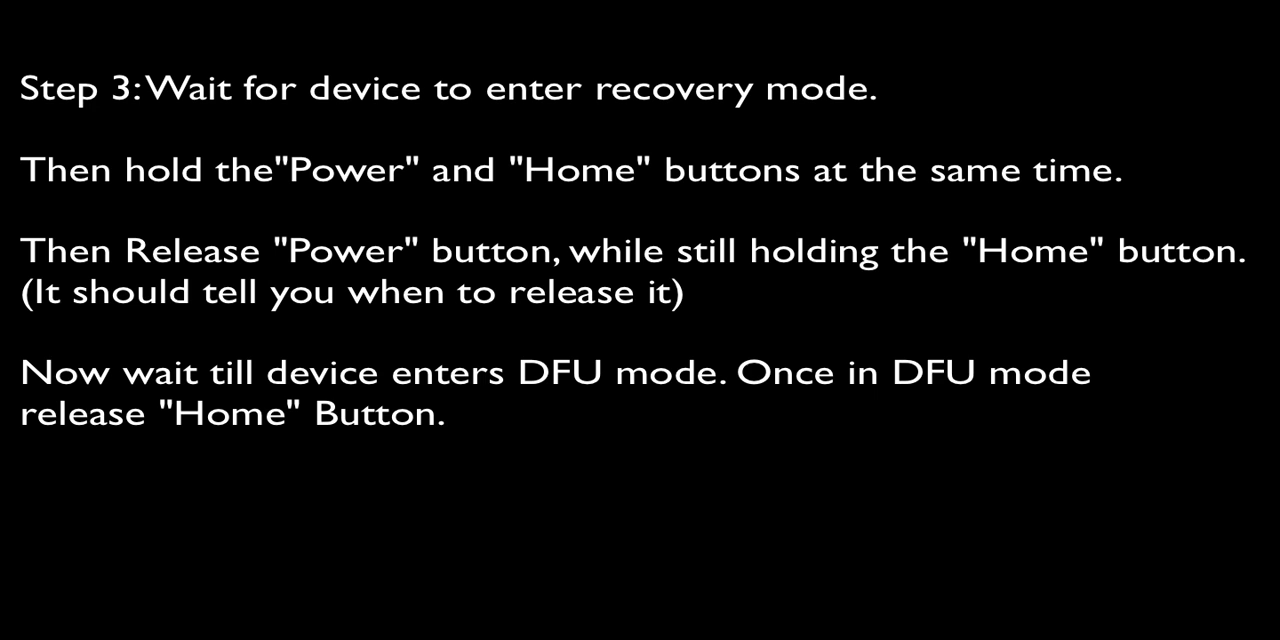 Step 3: Wait for device to enter recovery mode.
Then hold the"Power" and "Home" buttons at the same time.
Then Release "Power" button, while still holding the "Home" button.
(It should tell you when to release it)
Now wait till device enters DFU mode. Once in DFU mode
release "Home" Button.